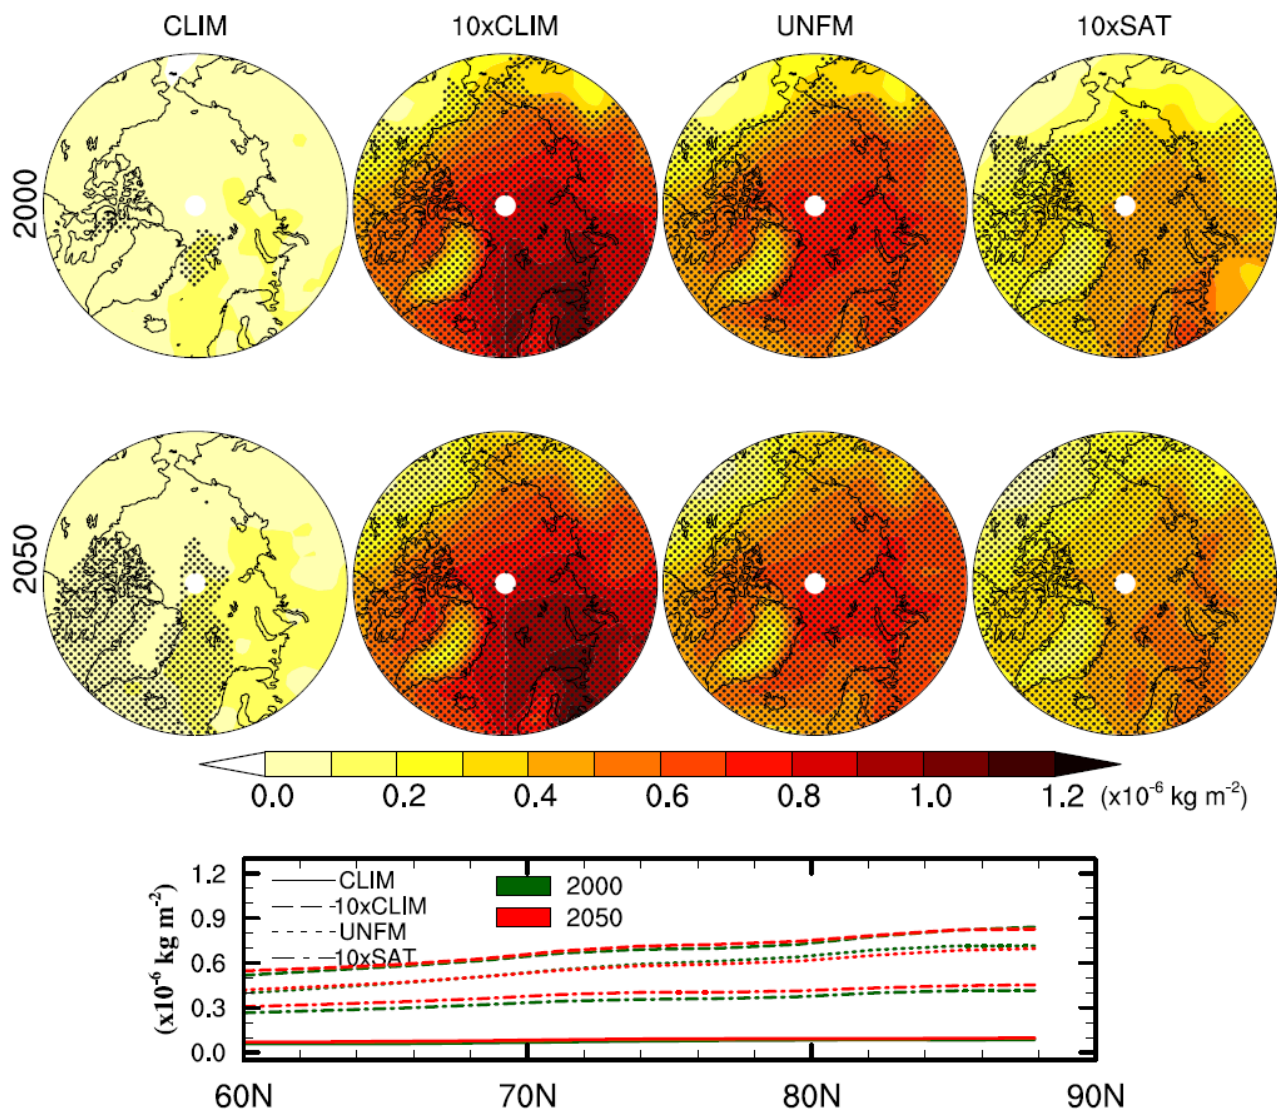 CLIM 10xCLIM UNFM 10xSAT
2000
2050
0.0 0.2 0.4 0.6 0.8 1.0 1.2 (x10⁻⁶ kg m⁻²)
(x10⁻⁶ kg m⁻²)
1.2
0.9
0.6
0.3
0.0
CLIM
10xCLIM
UNFM
10xSAT
2000
2050
60N 70N 80N 90N